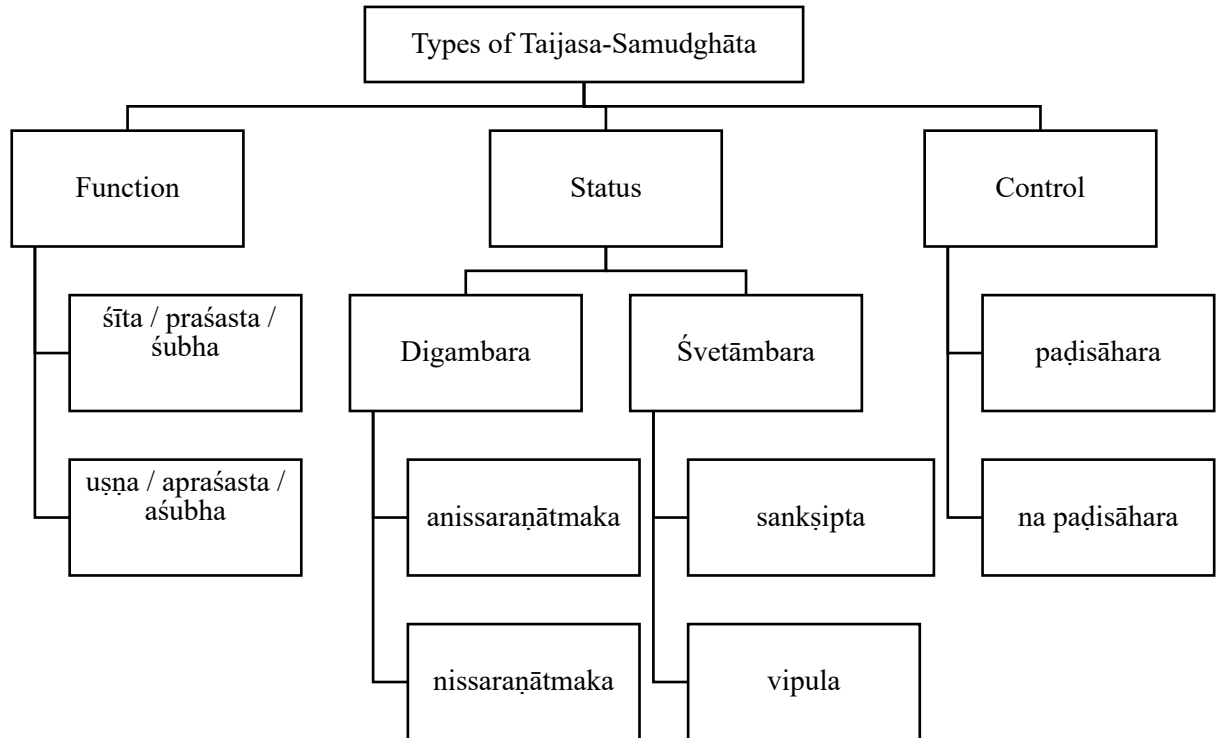 Types of Taijasa-Samudghāta
Function
Status
Control
śīta / praśasta /
śubha
Digambara
Śvetāmbara
paḍisāhara
uṣṇa / apraśasta /
aśubha
anissaraṇātmaka
sankṣipta
na paḍisāhara
nissaraṇātmaka
vipula